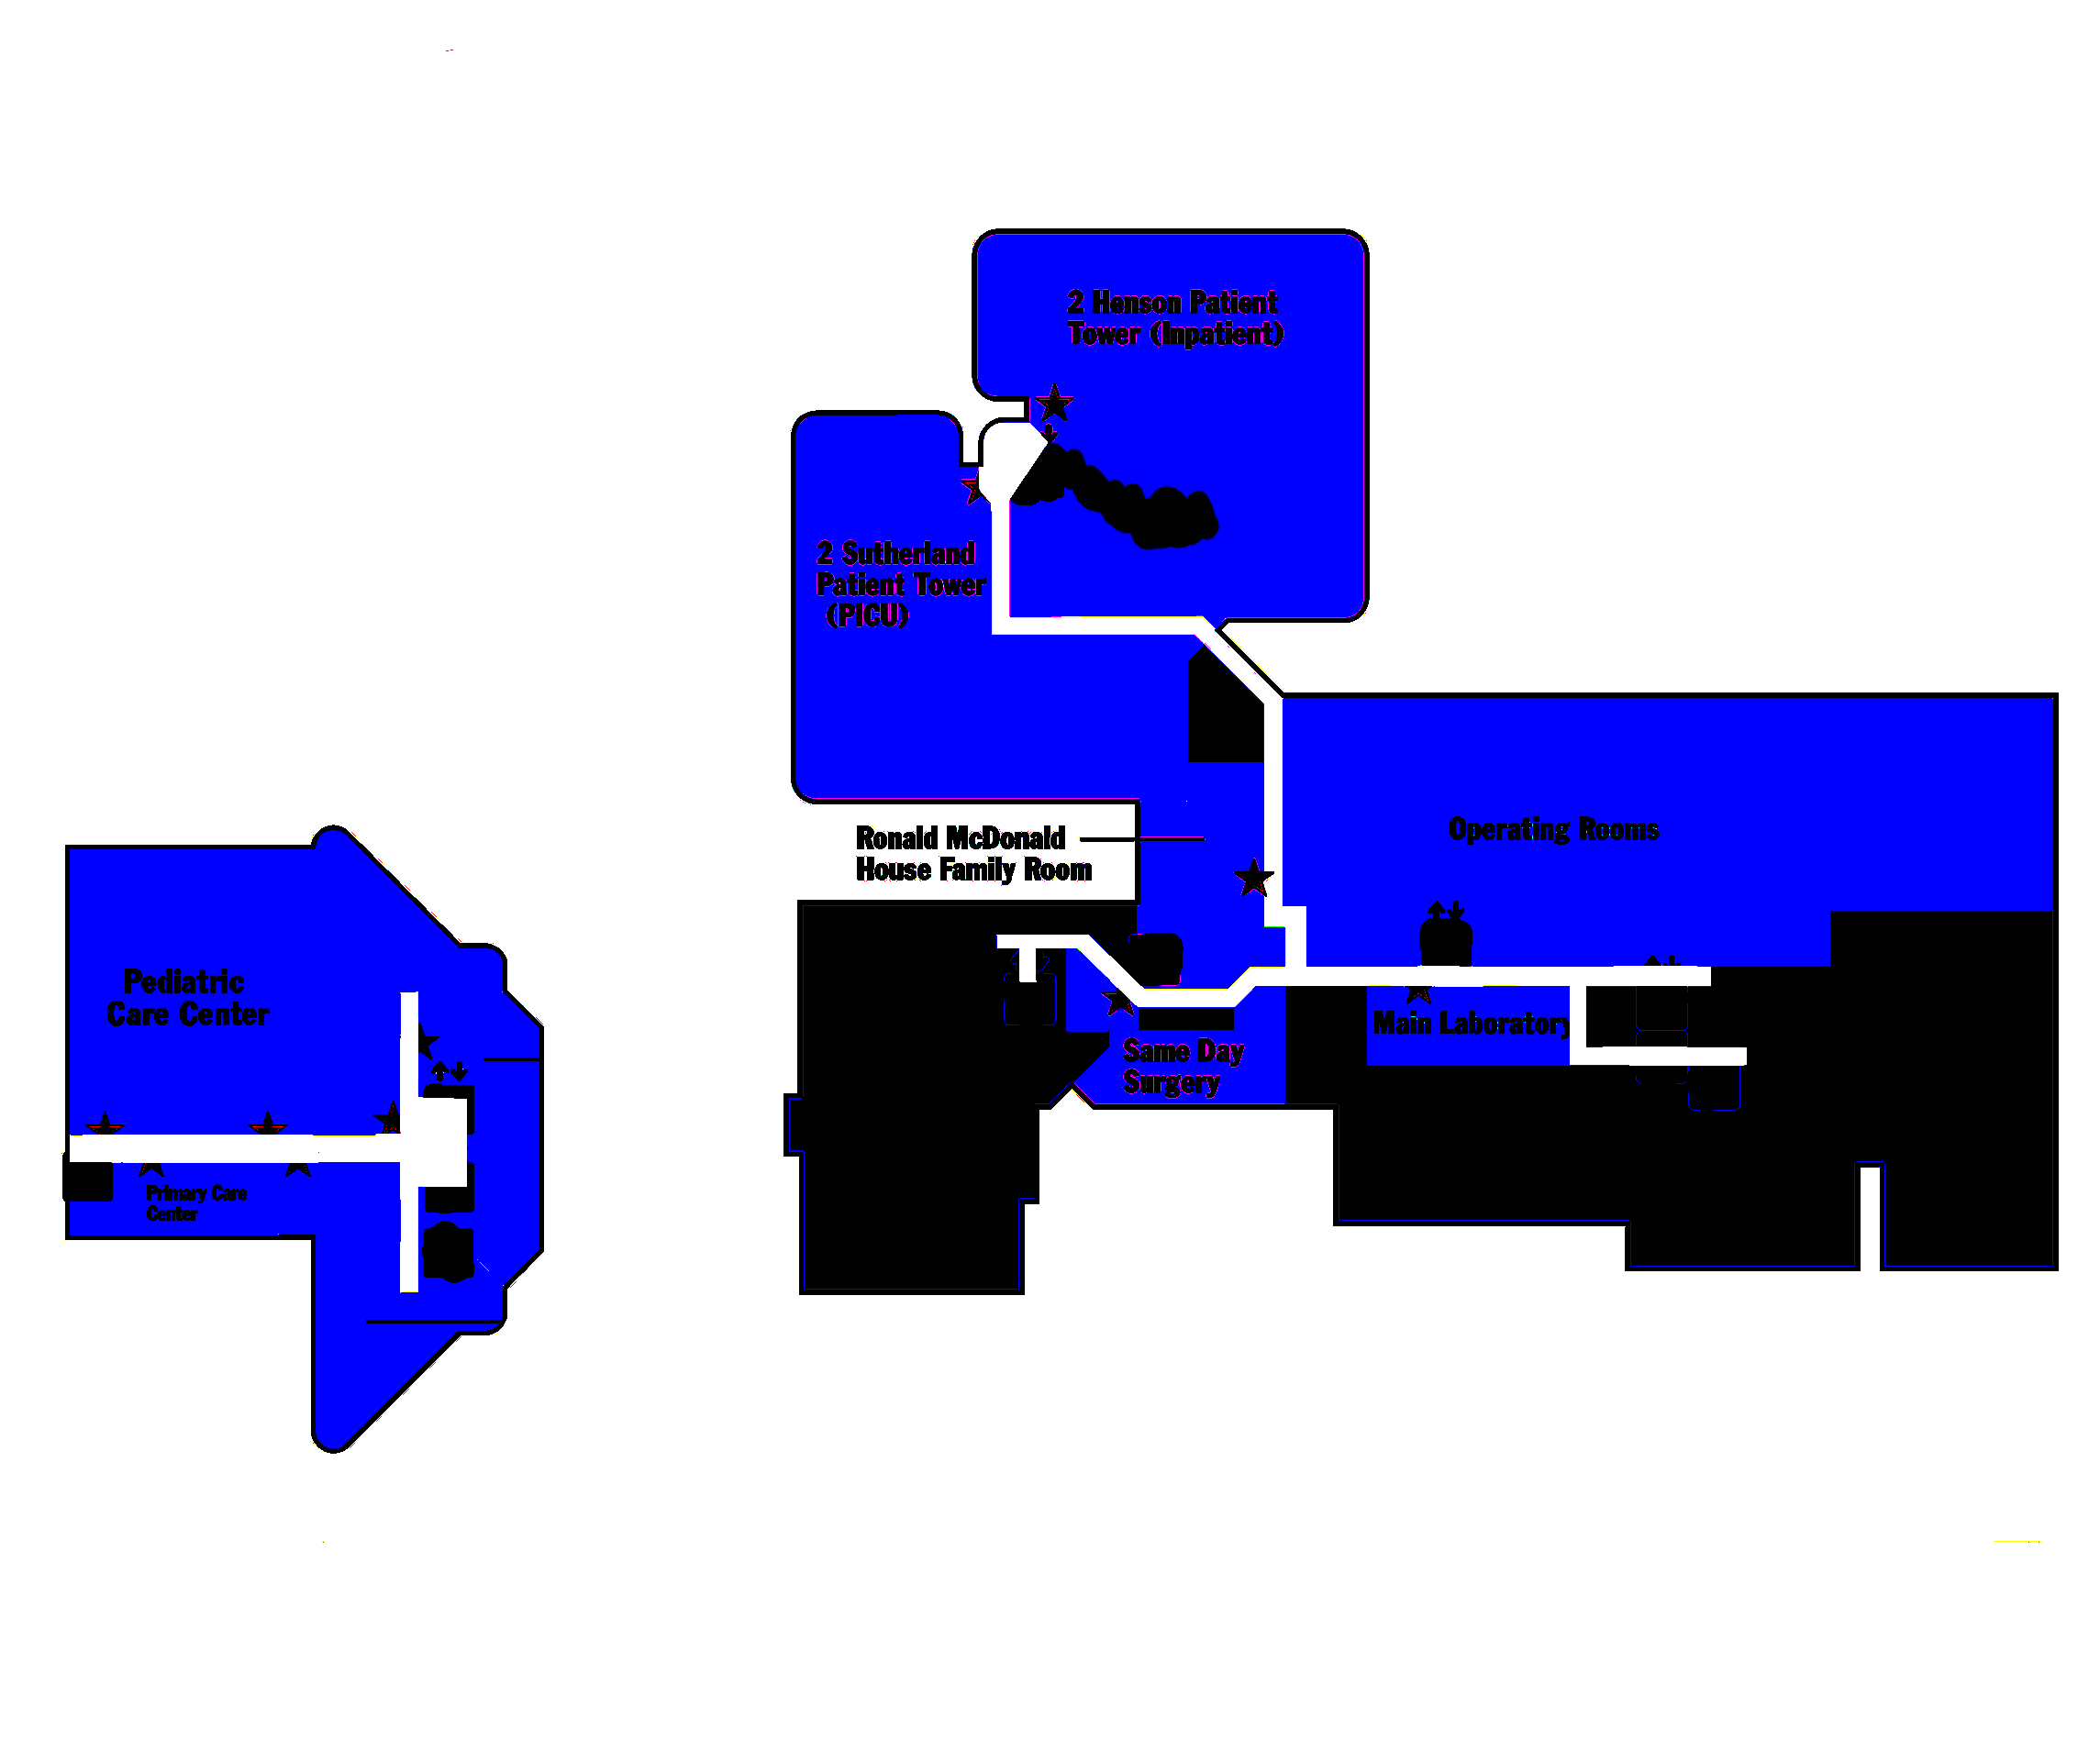 2 Henson Patient
Tower (Inpatient)
2 Sutherland
Patient Tower
(PICU)
Ronald McDonald
House Family Room
Operating Rooms
Pediatric
Care Center
Main Laboratory
Same Day
Surgery
Primary Care
Center